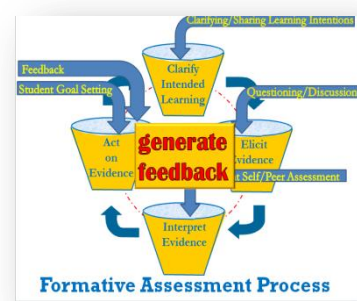 Clarifying/Sharing Learning Intentions
Feedback
Student Goal Setting
Clarify
Intended
Learning
Questioning/Discussion
Act
on
Evidence
generate
feedback
Elicit
Evidence
t Self/Peer Assessment
Interpret
Evidence
Formative Assessment Process